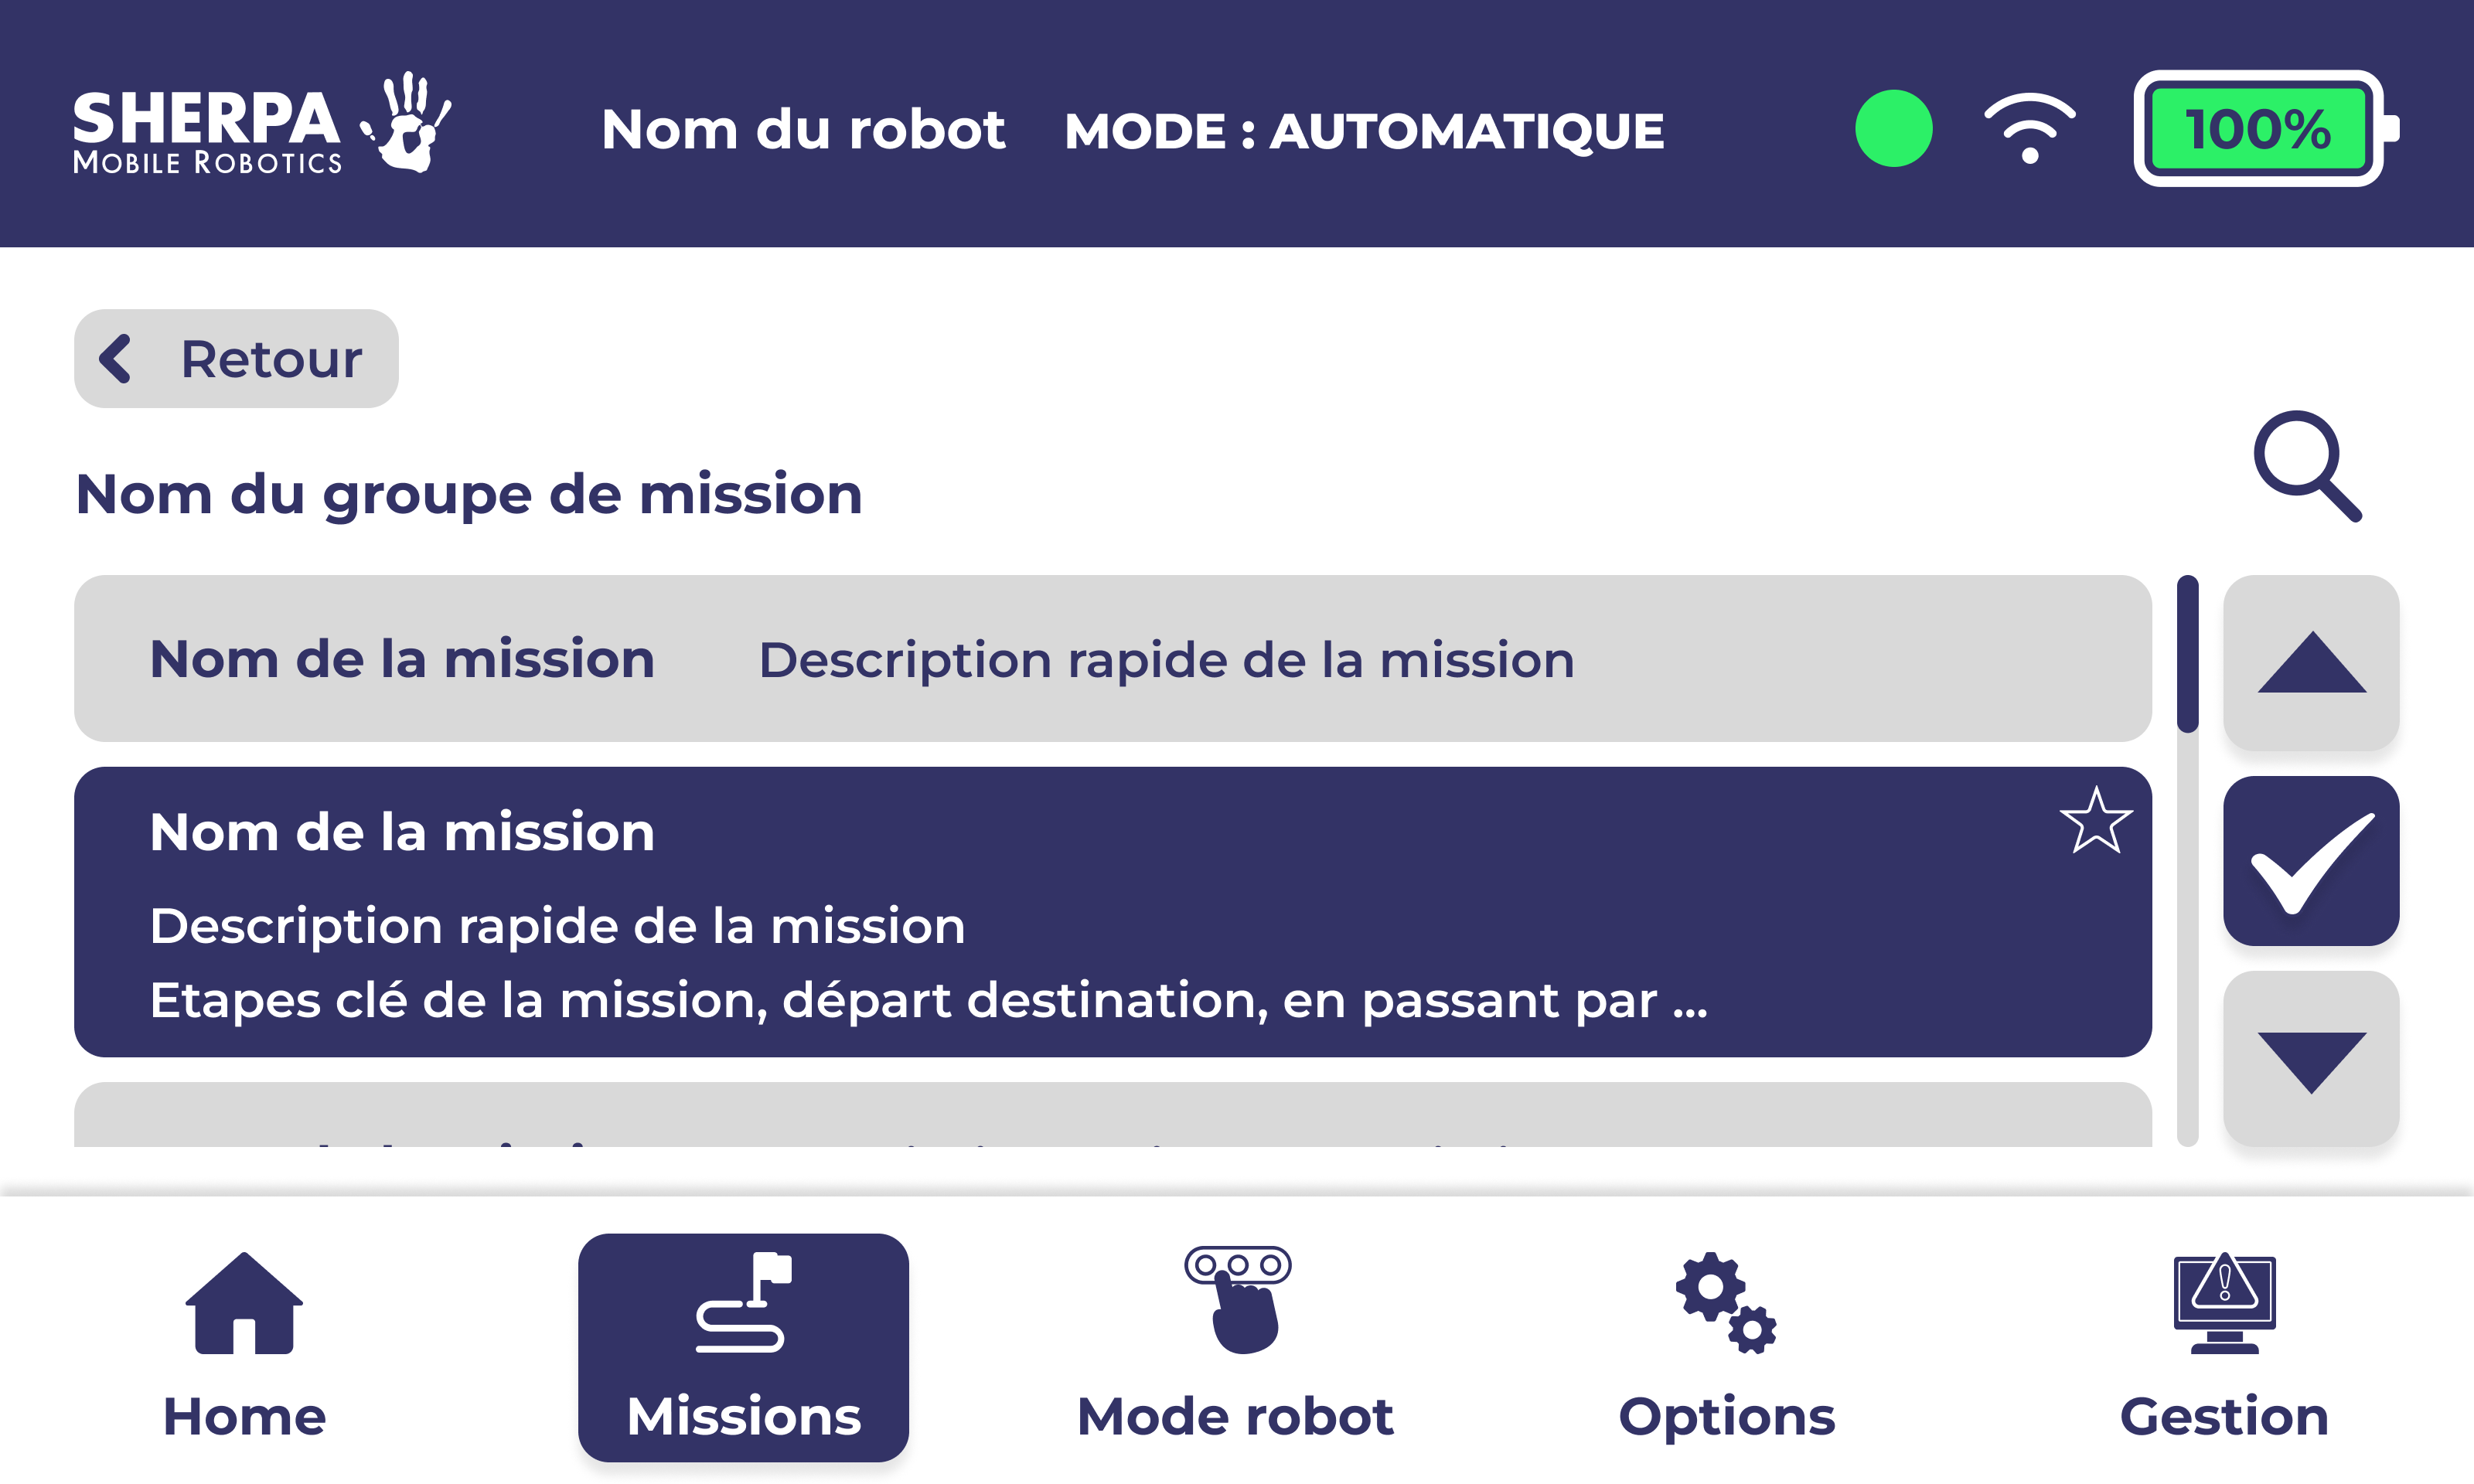 SHERPA
MOBILE ROBOTICS
Nom du robot MODE : AUTOMATIQUE 100%
Retour
Nom du groupe de mission
Nom de la mission Description rapide de la mission
Nom de la mission
Description rapide de la mission
Etapes clé de la mission, départ destination, en passant par ...
Home Missions Mode robot Options Gestion